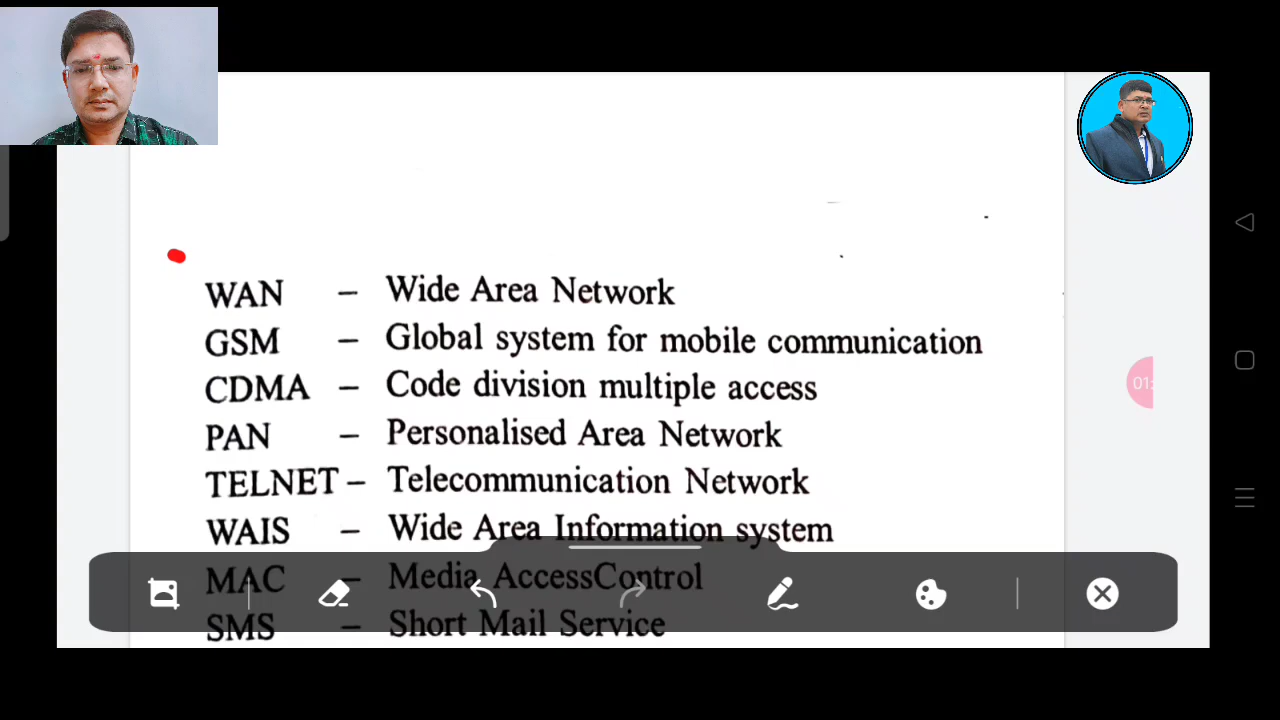 WAN – Wide Area Network
GSM – Global system for mobile communication
CDMA – Code division multiple access
PAN – Personalised Area Network
TELNET – Telecommunication Network
WAIS – Wide Area Information system
MAC – Media AccessControl
SMS – Short Mail Service
01: